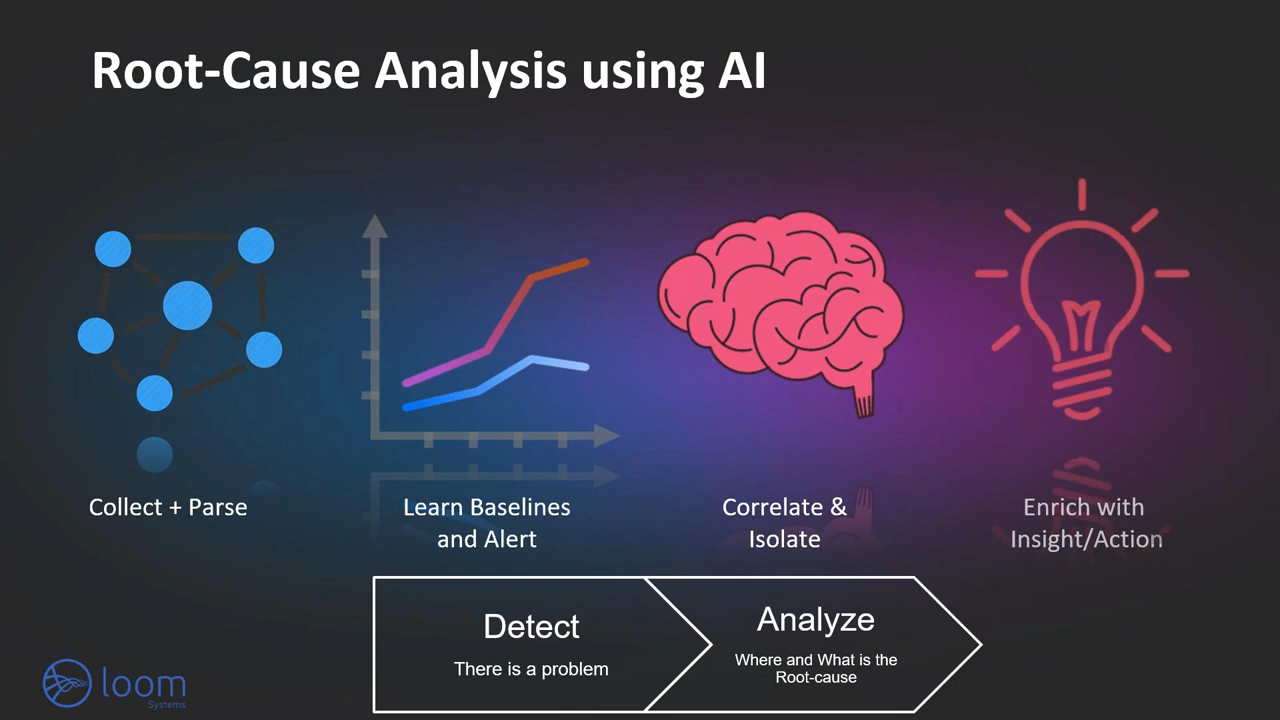 Root-Cause Analysis using AI
Collect + Parse
Learn Baselines
and Alert
Correlate &
Isolate
Enrich with
Insight/Action
Detect
There is a problem
Analyze
Where and What is the
Root-cause
loom
Systems